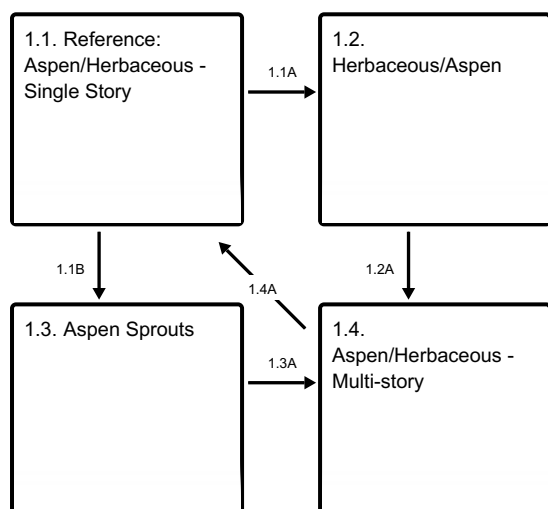 1.1. Reference:
Aspen/Herbaceous -
Single Story
1.1A
1.2.
Herbaceous/Aspen
1.1B
1.4A
1.2A
1.3. Aspen Sprouts
1.3A
1.4.
Aspen/Herbaceous -
Multi-story